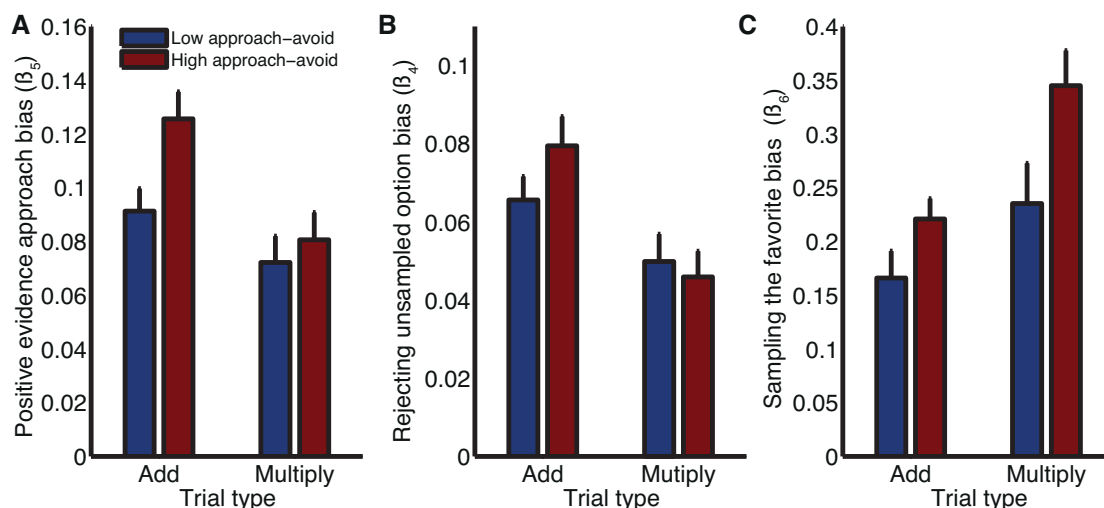 A
Positive evidence approach bias (ß₅)
0.16
0.14
0.12
0.1
0.08
0.06
0.04
0.02
0
Low approach–avoid
High approach–avoid
Add Multiply
Trial type
B
Rejecting unsampled option bias (ß₄)
0.1
0.08
0.06
0.04
0.02
0
Add Mutiply
Trial type
C
Sampling the favorite bias (ß₆)
0.4
0.35
0.3
0.25
0.2
0.15
0.1
0.05
0
Add Multiply
Trial type